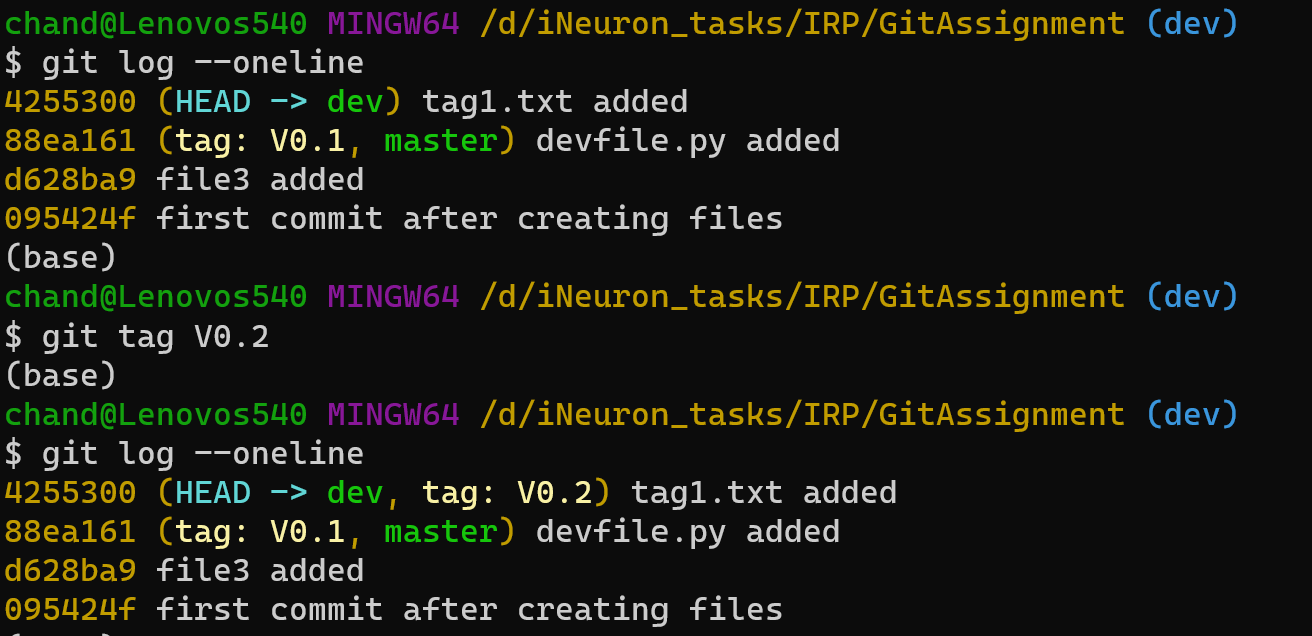 chand@Lenovos540 MINGW64 /d/iNeuron_tasks/IRP/GitAssignment (dev)
$ git log --oneline
4255300 (HEAD -> dev) tag1.txt added
88ea161 (tag: V0.1, master) devfile.py added
d628ba9 file3 added
095424f first commit after creating files
(base)
chand@Lenovos540 MINGW64 /d/iNeuron_tasks/IRP/GitAssignment (dev)
$ git tag V0.2
(base)
chand@Lenovos540 MINGW64 /d/iNeuron_tasks/IRP/GitAssignment (dev)
$ git log --oneline
4255300 (HEAD -> dev, tag: V0.2) tag1.txt added
88ea161 (tag: V0.1, master) devfile.py added
d628ba9 file3 added
095424f first commit after creating files